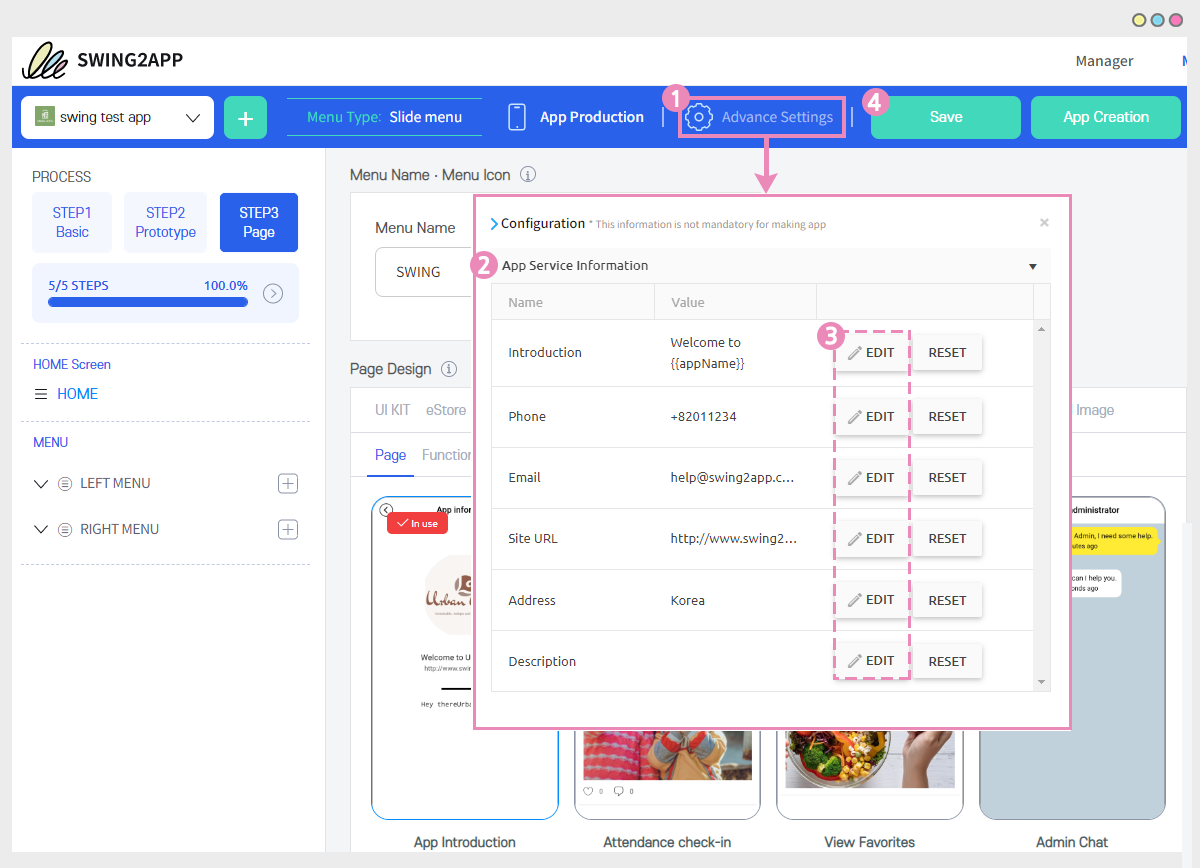 SWING2APP
Manager
swing test app
+
Menu Type: Slide menu
App Production
1
Advance Settings
4
Save
App Creation
PROCESS
STEP1
Basic
STEP2
Prototype
STEP3
Page
5/5 STEPS
100.0%
HOME Screen
HOME
MENU
LEFT MENU
RIGHT MENU
Menu Name · Menu Icon
Menu Name
SWING
Page Design
UI KIT
eStore
Image
Page
Function
App infor
In use
Urban
Welcome to U
http://www.swin
Hey thereUrba
Configuration * This information is not mandatory for making app
×
2
App Service Information
Name
Value
3
Introduction
Welcome to
{{appName}}
EDIT
RESET
Phone
+82011234
EDIT
RESET
Email
help@swing2app.c...
EDIT
RESET
Site URL
http://www.swing2...
EDIT
RESET
Address
Korea
EDIT
RESET
Description
EDIT
RESET
0
0
dministrator
Admin, I need some help.
utes ago
can I help you.
onds ago
App Introduction
Attendance check-in
View Favorites
Admin Chat